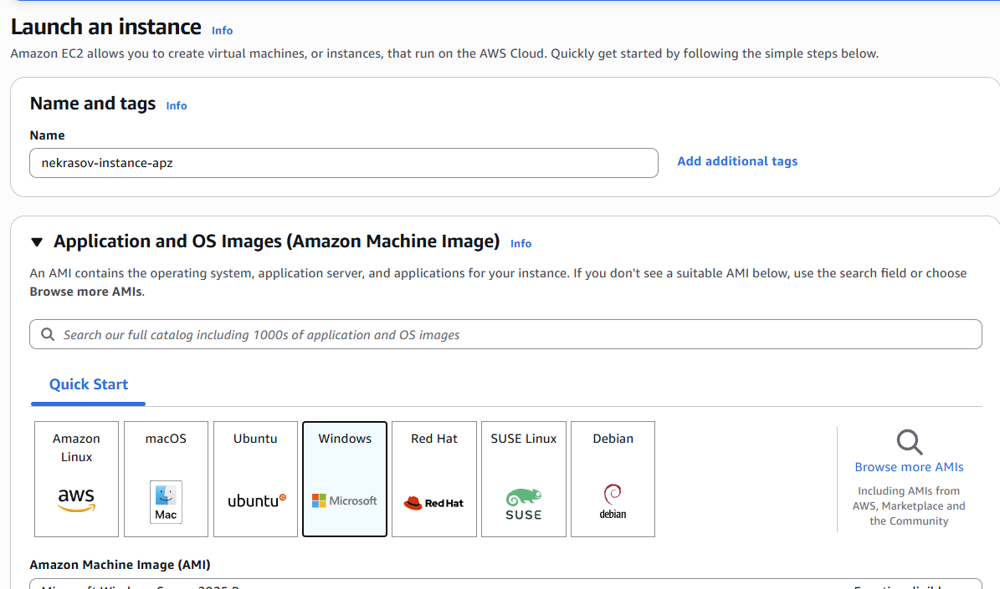 Launch an instance Info
Amazon EC2 allows you to create virtual machines, or instances, that run on the AWS Cloud. Quickly get started by following the simple steps below.
Name and tags Info
Name
nekrasov-instance-apz
Add additional tags
Application and OS Images (Amazon Machine Image) Info
An AMI contains the operating system, application server, and applications for your instance. If you don't see a suitable AMI below, use the search field or choose
Browse more AMIs.
Search our full catalog including 1000s of application and OS images
Quick Start
Amazon
Linux
aws
macOS
Mac
Ubuntu
ubuntu
Windows
Microsoft
Red Hat
Red Hat
SUSE Linux
SUSE
Debian
debian
Browse more AMIs
Including AMIs from
AWS, Marketplace and
the Community
Amazon Machine Image (AMI)
Microsoft Windows Server 2025